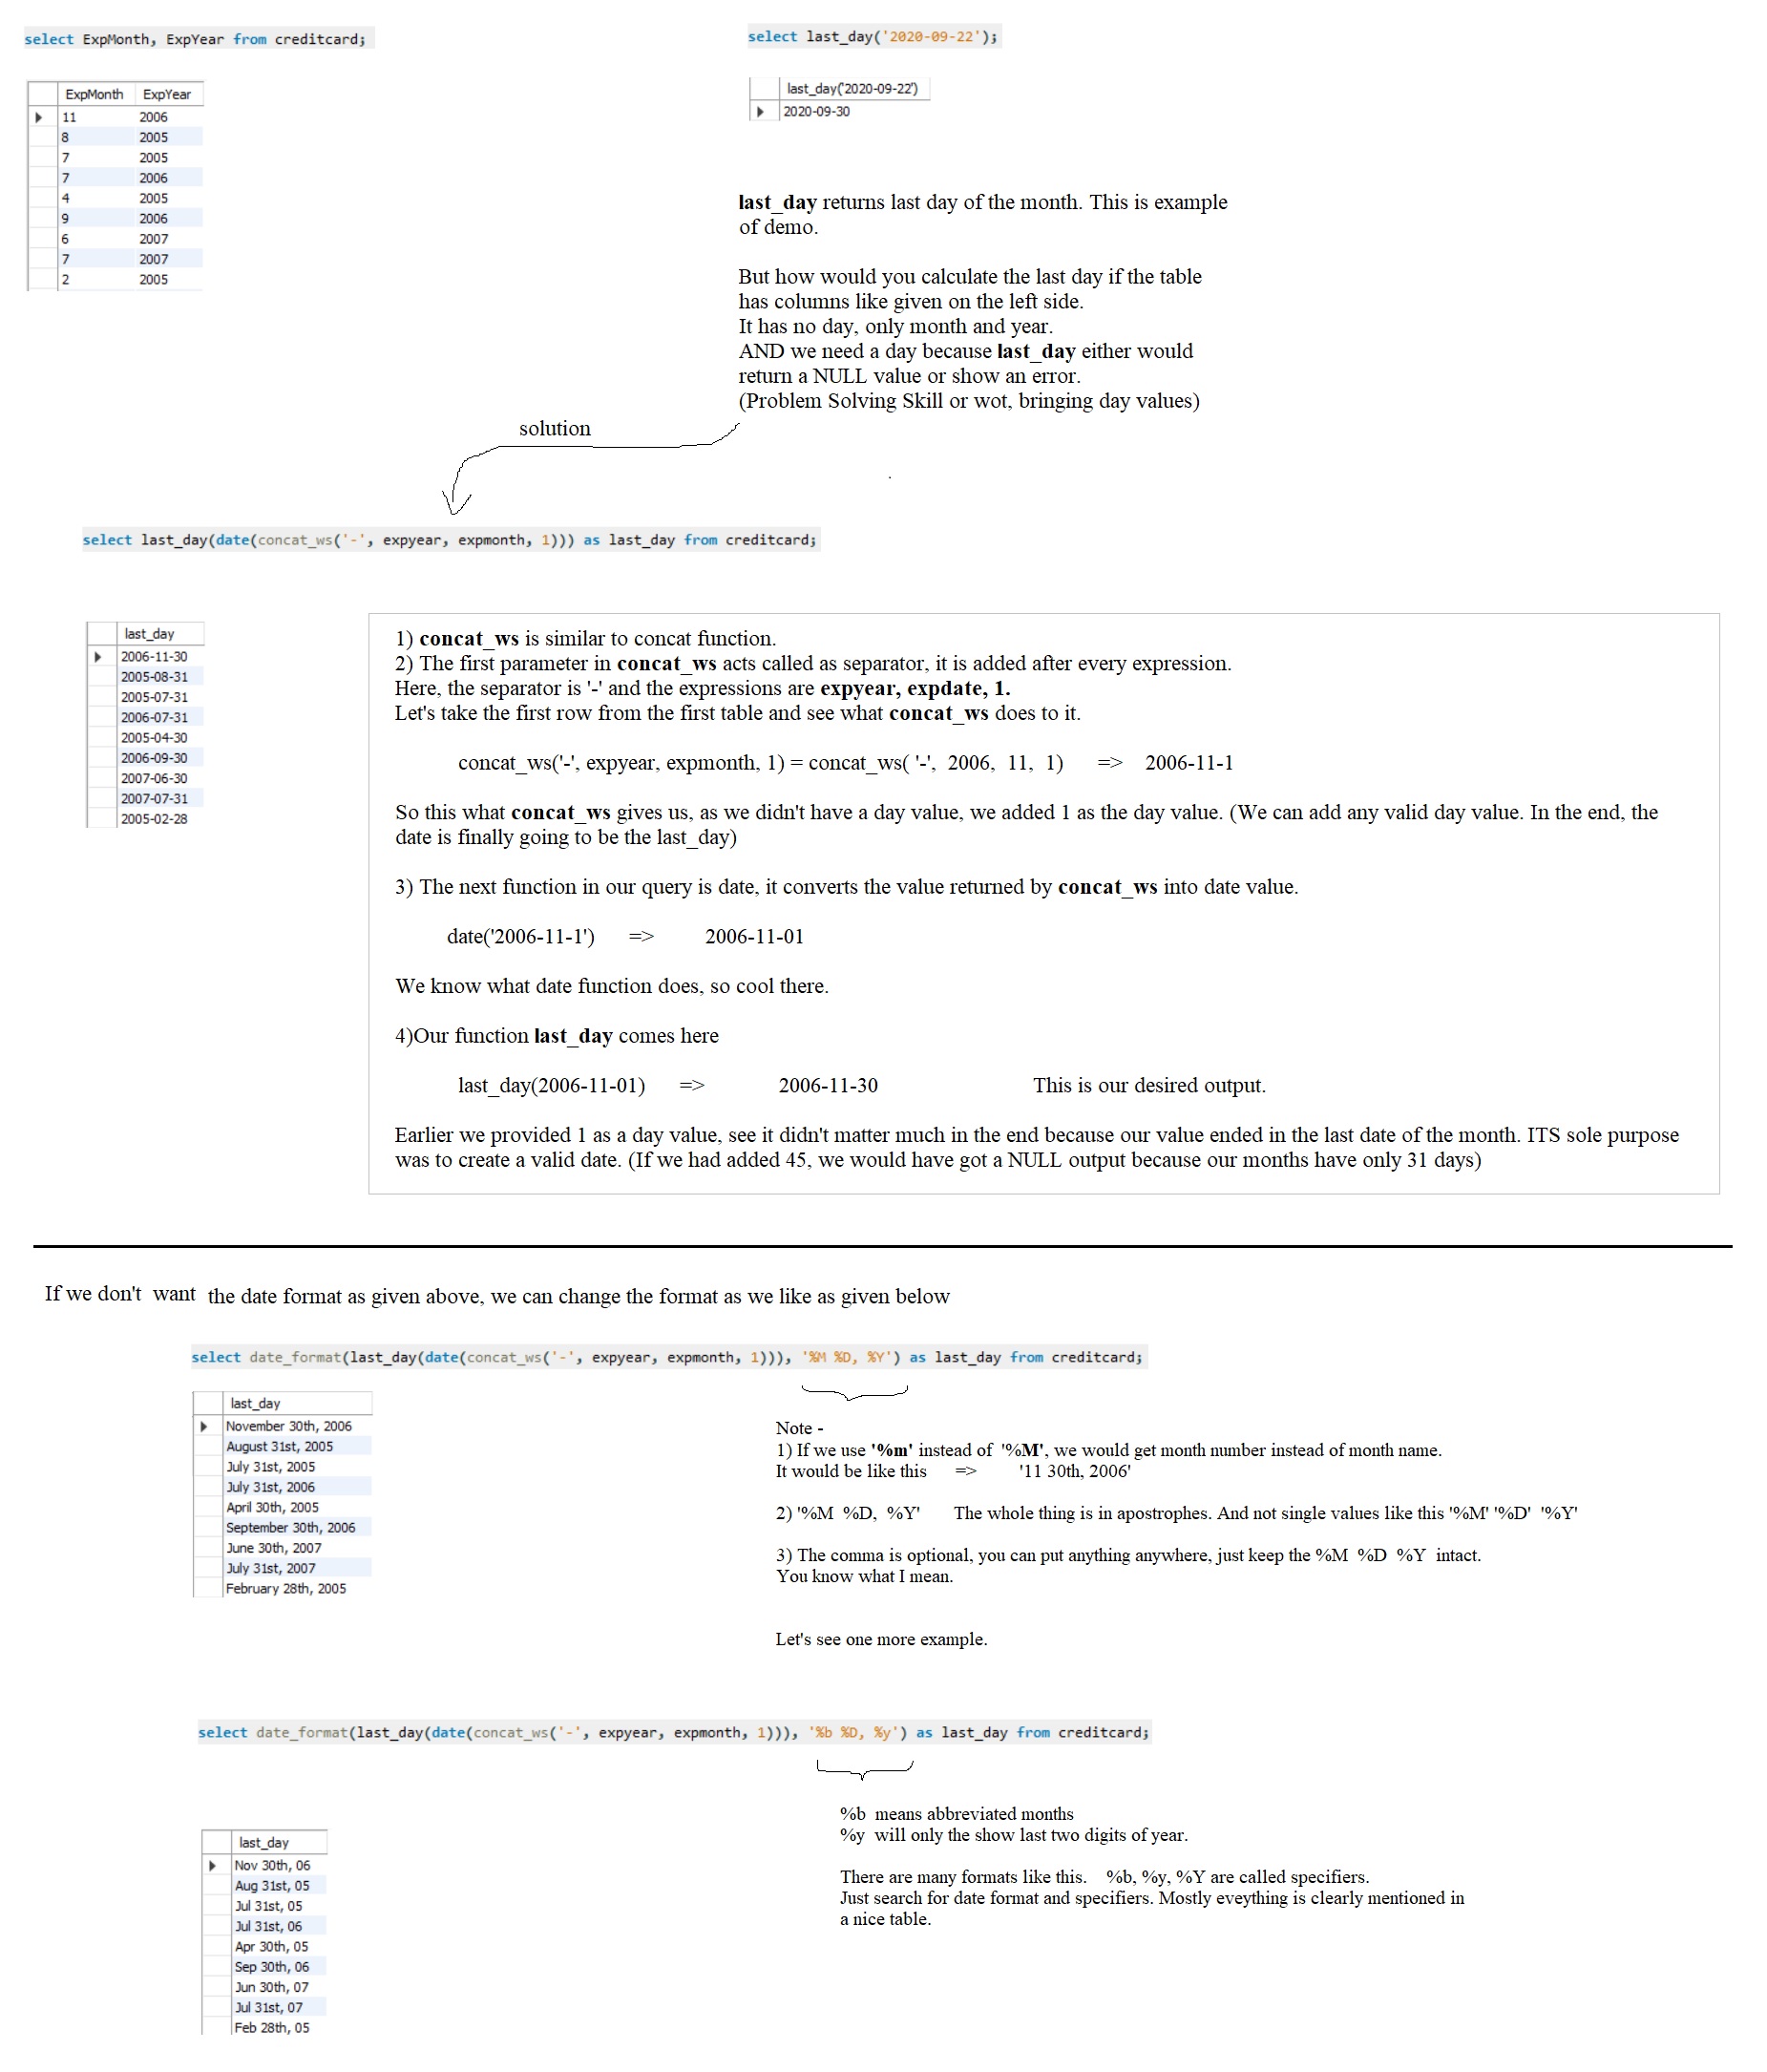 select ExpMonth, ExpYear from creditcard;
ExpMonth ExpYear
11 2006
8 2005
7 2005
7 2006
4 2005
9 2006
6 2007
7 2007
2 2005
select last_day('2020-09-22');
last_day('2020-09-22')
2020-09-30
last_day returns last day of the month. This is example
of demo.
But how would you calculate the last day if the table
has columns like given on the left side.
It has no day, only month and year.
AND we need a day because last_day either would
return a NULL value or show an error.
(Problem Solving Skill or wot, bringing day values)
solution
select last_day(date(concat_ws('-', expyear, expmonth, 1))) as last_day from creditcard;
last_day
2006-11-30
2005-08-31
2005-07-31
2006-07-31
2005-04-30
2006-09-30
2007-06-30
2007-07-31
2005-02-28
1) concat_ws is similar to concat function.
2) The first parameter in concat_ws acts called as separator, it is added after every expression.
Here, the separator is '-' and the expressions are expyear, expdate, 1.
Let's take the first row from the first table and see what concat_ws does to it.
concat_ws('-', expyear, expmonth, 1) = concat_ws( '-', 2006, 11, 1) => 2006-11-1
So this what concat_ws gives us, as we didn't have a day value, we added 1 as the day value. (We can add any valid day value. In the end, the
date is finally going to be the last_day)
3) The next function in our query is date, it converts the value returned by concat_ws into date value.
date('2006-11-1') => 2006-11-01
We know what date function does, so cool there.
4)Our function last_day comes here
last_day(2006-11-01) => 2006-11-30 This is our desired output.
Earlier we provided 1 as a day value, see it didn't matter much in the end because our value ended in the last date of the month. ITS sole purpose
was to create a valid date. (If we had added 45, we would have got a NULL output because our months have only 31 days)
If we don't want the date format as given above, we can change the format as we like as given below
select date_format(last_day(date(concat_ws('-', expyear, expmonth, 1))), '%M %D, %Y') as last_day from creditcard;
last_day
November 30th, 2006
August 31st, 2005
July 31st, 2005
July 31st, 2006
April 30th, 2005
September 30th, 2006
June 30th, 2007
July 31st, 2007
February 28th, 2005
Note -
1) If we use '%m' instead of '%M', we would get month number instead of month name.
It would be like this => '11 30th, 2006'
2) '%M %D, %Y' The whole thing is in apostrophes. And not single values like this '%M' '%D' '%Y'
3) The comma is optional, you can put anything anywhere, just keep the %M %D %Y intact.
You know what I mean.
Let's see one more example.
select date_format(last_day(date(concat_ws('-', expyear, expmonth, 1))), '%b %D, %y') as last_day from creditcard;
%b means abbreviated months
%y will only the show last two digits of year.
There are many formats like this. %b, %y, %Y are called specifiers.
Just search for date format and specifiers. Mostly eveything is clearly mentioned in
a nice table.
last_day
Nov 30th, 06
Aug 31st, 05
Jul 31st, 05
Jul 31st, 06
Apr 30th, 05
Sep 30th, 06
Jun 30th, 07
Jul 31st, 07
Feb 28th, 05